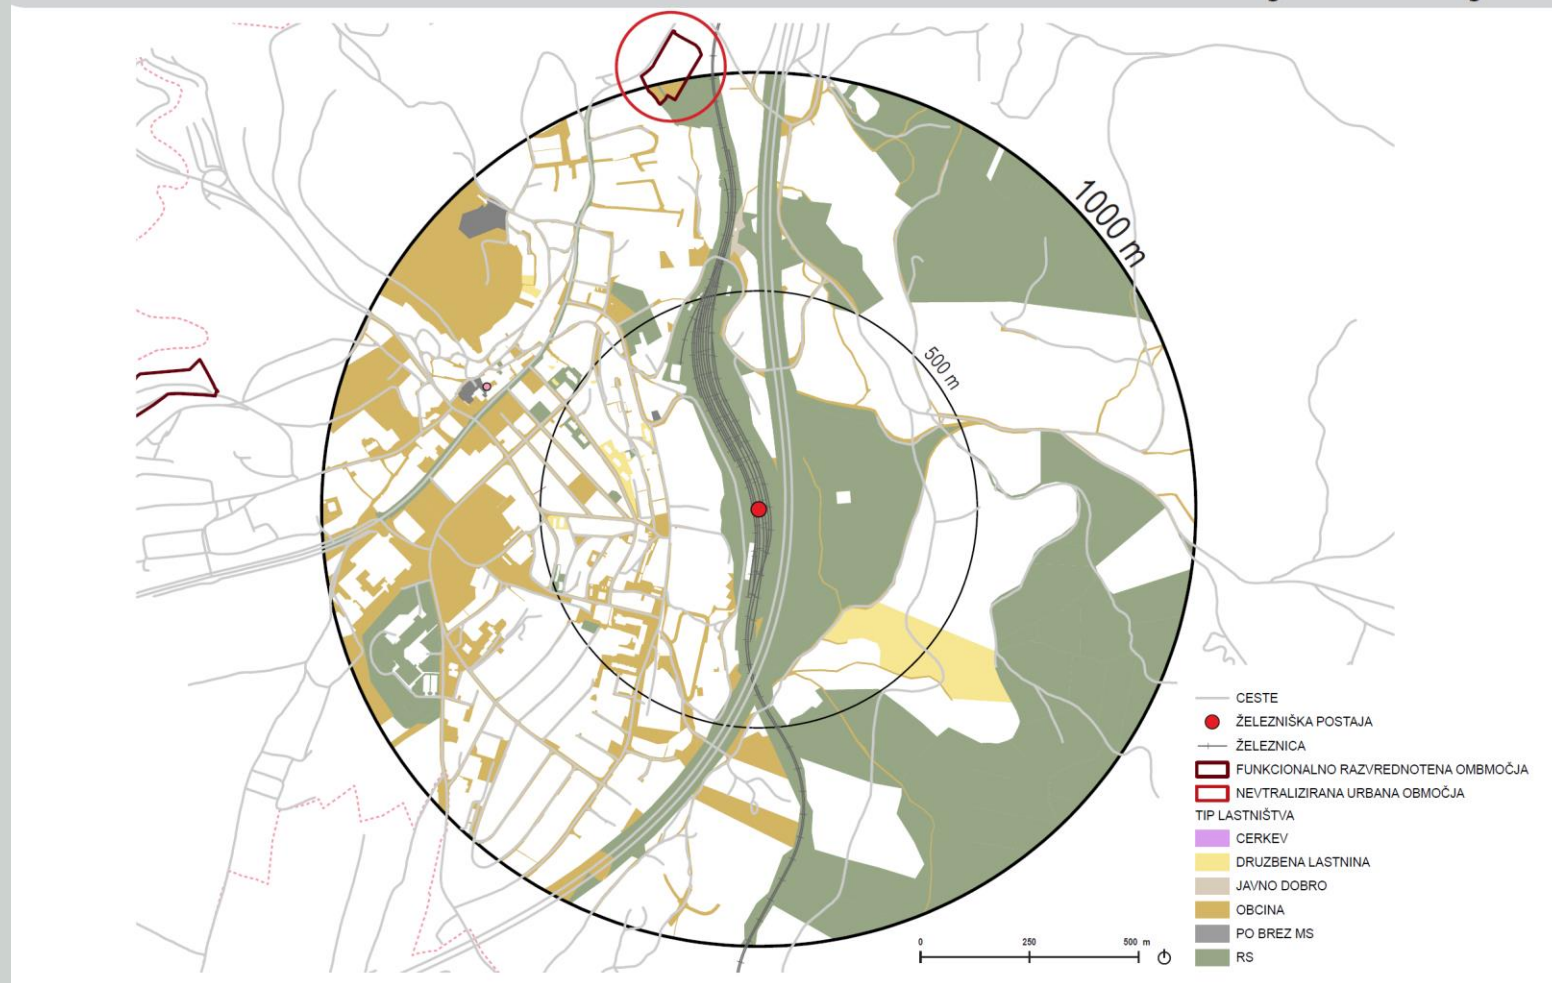 1000 m
500 m
CESTE
ŽELEZNIŠKA POSTAJA
ŽELEZNICA
FUNKCIONALNO RAZVREDNOTENA OMBMOČJA
NEVTRALIZIRANA URBANA OBMOČJA
TIP LASTNIŠTVA
CERKEV
DRUZBENA LASTNINA
JAVNO DOBRO
OBCINA
PO BREZ MS
RS
0 250 500 m